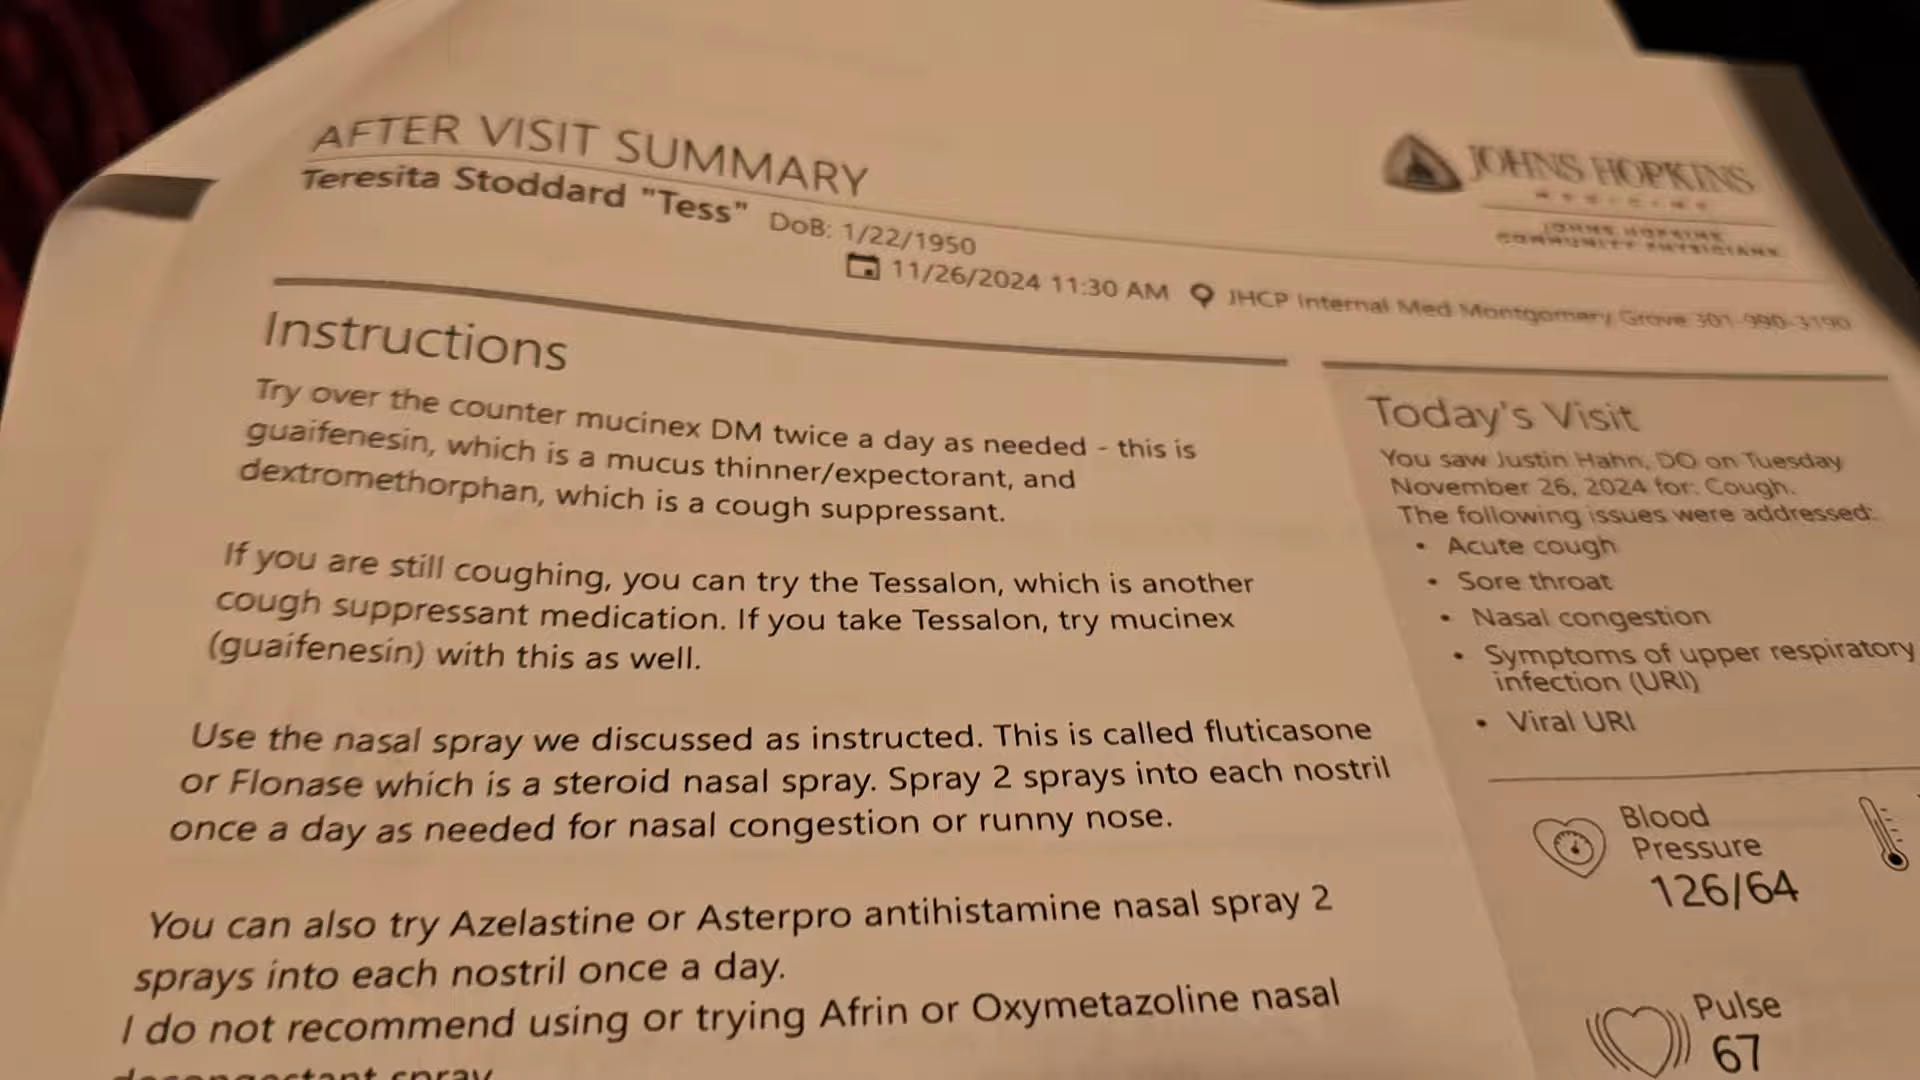 AFTER VISIT SUMMARY
Teresita Stoddard "Tess" DoB: 1/22/1950
11/26/2024 11:30 AM JHCP Internal Med Montgomery Grove 301-990-3190
JOHNS HOPKINS
MEDICINE
JOHNS HOPKINS
COMMUNITY PHYSICIANS
Instructions
Try over the counter mucinex DM twice a day as needed - this is
guaifenesin, which is a mucus thinner/expectorant, and
dextromethorphan, which is a cough suppressant.
If you are still coughing, you can try the Tessalon, which is another
cough suppressant medication. If you take Tessalon, try mucinex
(guaifenesin) with this as well.
Use the nasal spray we discussed as instructed. This is called fluticasone
or Flonase which is a steroid nasal spray. Spray 2 sprays into each nostril
once a day as needed for nasal congestion or runny nose.
You can also try Azelastine or Asterpro antihistamine nasal spray 2
sprays into each nostril once a day.
I do not recommend using or trying Afrin or Oxymetazoline nasal
decongestant spray
Today's Visit
You saw Justin Hahn, DO on Tuesday
November 26, 2024 for: Cough.
The following issues were addressed:
• Acute cough
• Sore throat
• Nasal congestion
• Symptoms of upper respiratory
infection (URI)
• Viral URI
Blood
Pressure
126/64
Pulse
67